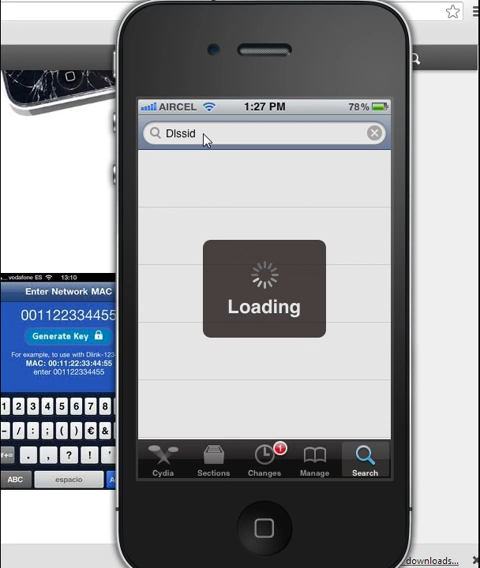 AIRCEL 1:27 PM 78%
Dlssid
Loading
Cydia Sections Changes 1 Manage Search
vodafone ES 13:10
Enter Network MAC
001122334455
Generate Key
For example, to use with Dlink-123
MAC: 00:11:22:33:44:55
enter 001122334455
1 2 3 4 5 6 7 8
- / : ; ( ) € &
#+= . , ? ! '
ABC espacio
downloads...